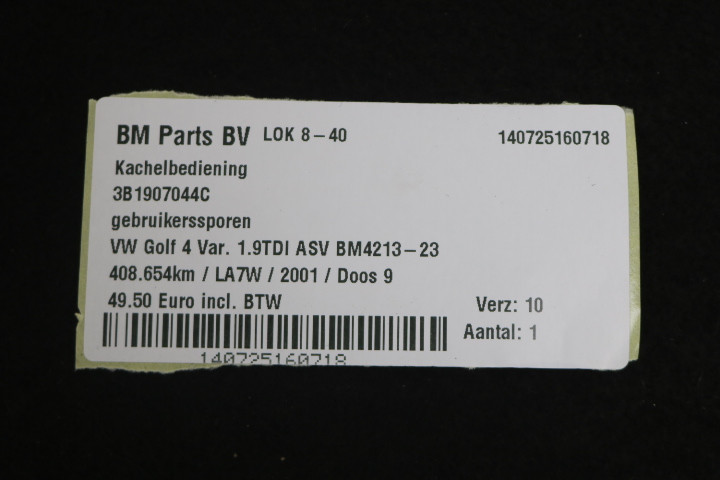 BM Parts BV LOK 8-40 140725160718
Kachelbediening
3B1907044C
gebruikerssporen
VW Golf 4 Var. 1.9TDI ASV BM4213-23
408.654km / LA7W / 2001 / Doos 9
49.50 Euro incl. BTW Verz: 10
Aantal: 1
140725160718